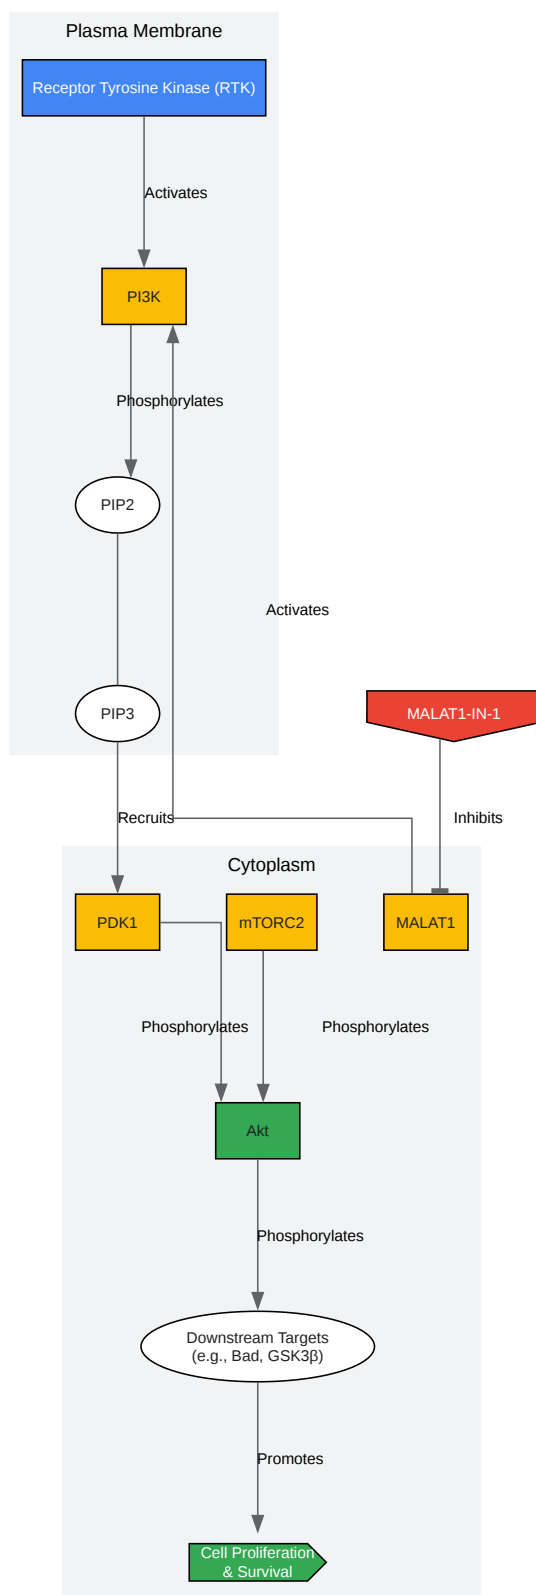 Plasma Membrane
Receptor Tyrosine Kinase (RTK)
Activates
PI3K
Phosphorylates
PIP2
Activates
PIP3
MALAT1-IN-1
Recruits
Inhibits
Cytoplasm
PDK1
mTORC2
MALAT1
Phosphorylates
Phosphorylates
Akt
Phosphorylates
Downstream Targets
(e.g., Bad, GSK3β)
Promotes
Cell Proliferation
& Survival